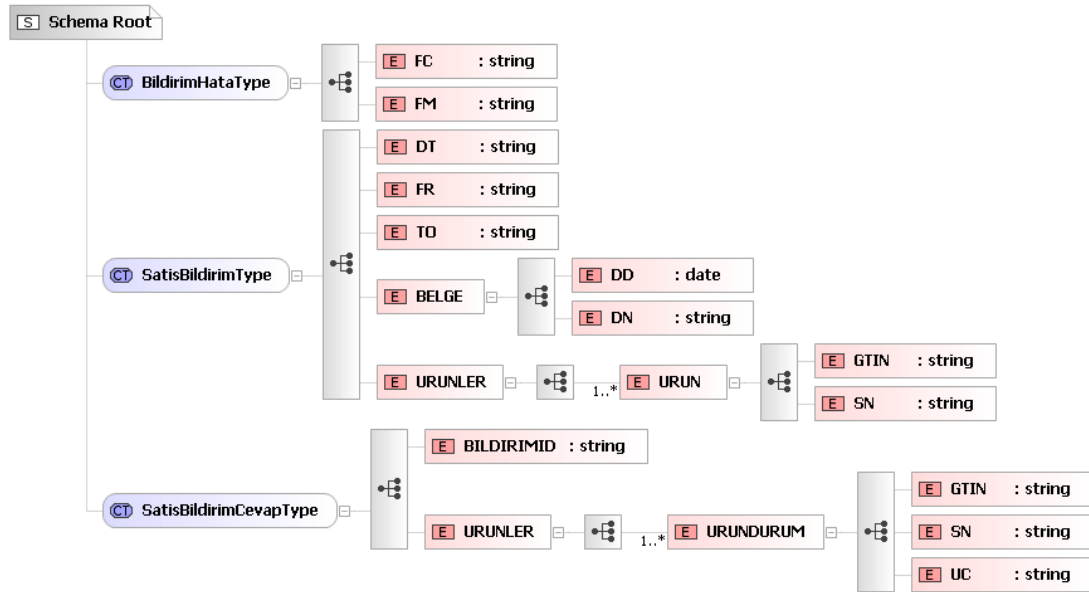 S Schema Root
CT BildirimHataType
E FC : string
E FM : string
CT SatisBildirimType
E DT : string
E FR : string
E TO : string
E BELGE
E DD : date
E DN : string
E URUNLER
1..*
E URUN
E GTIN : string
E SN : string
CT SatisBildirimCevapType
E BILDIRIMID : string
E URUNLER
1..*
E URUNDURUM
E GTIN : string
E SN : string
E UC : string